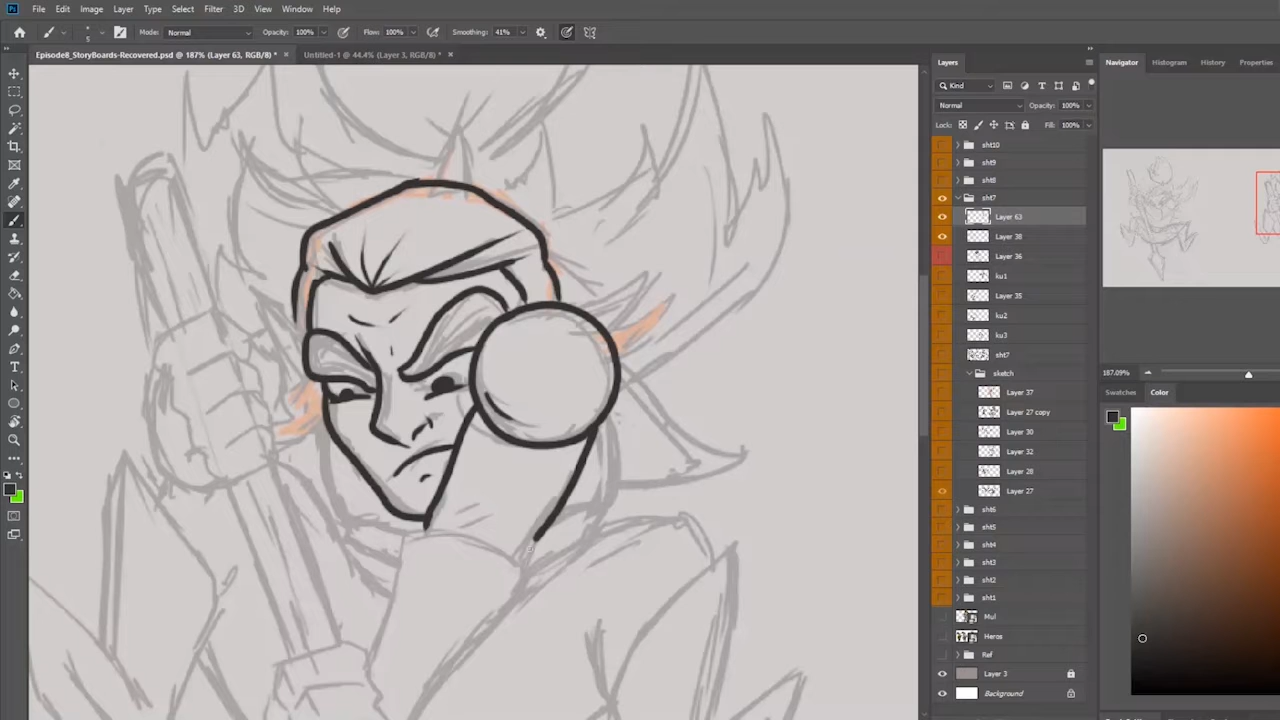 Ps File Edit Image Layer Type Select Filter 3D View Window Help
5 Mode: Normal Opacity: 100% Flow: 100% Smoothing: 41%
Episode8_StoryBoards-Recovered.psd @ 187% (Layer 63, RGB/8) * × Untitled-1 @ 44.4% (Layer 3, RGB/8) * ×
Layers
Kind
Normal Opacity: 100%
Lock: Fill: 100%
sht10
sht9
sht8
sht7
Layer 63
Layer 38
Layer 36
ku1
Layer 35
ku2
ku3
sht7
sketch
Layer 37
Layer 27 copy
Layer 30
Layer 32
Layer 28
Layer 27
sht6
sht5
sht4
sht3
sht2
sht1
Mul
Heros
Ref
Layer 3
Background
Navigator Histogram History Properties
187.09%
Swatches Color